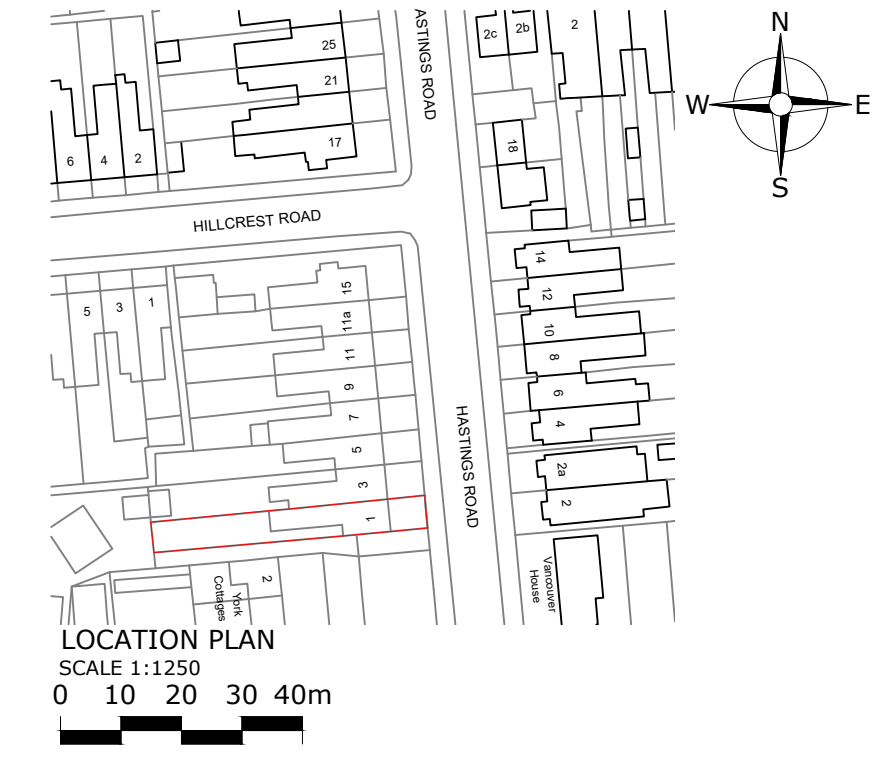 ASTINGS ROAD
2c
2b
2
25
21
17
18
6
4
2
N
W
E
S
HILLCREST ROAD
5
3
1
15
11a
11
9
7
5
3
1
14
12
10
8
6
4
2a
2
HASTINGS ROAD
2
York
Cottages
Vancouver
House
LOCATION PLAN
SCALE 1:1250
0 10 20 30 40m